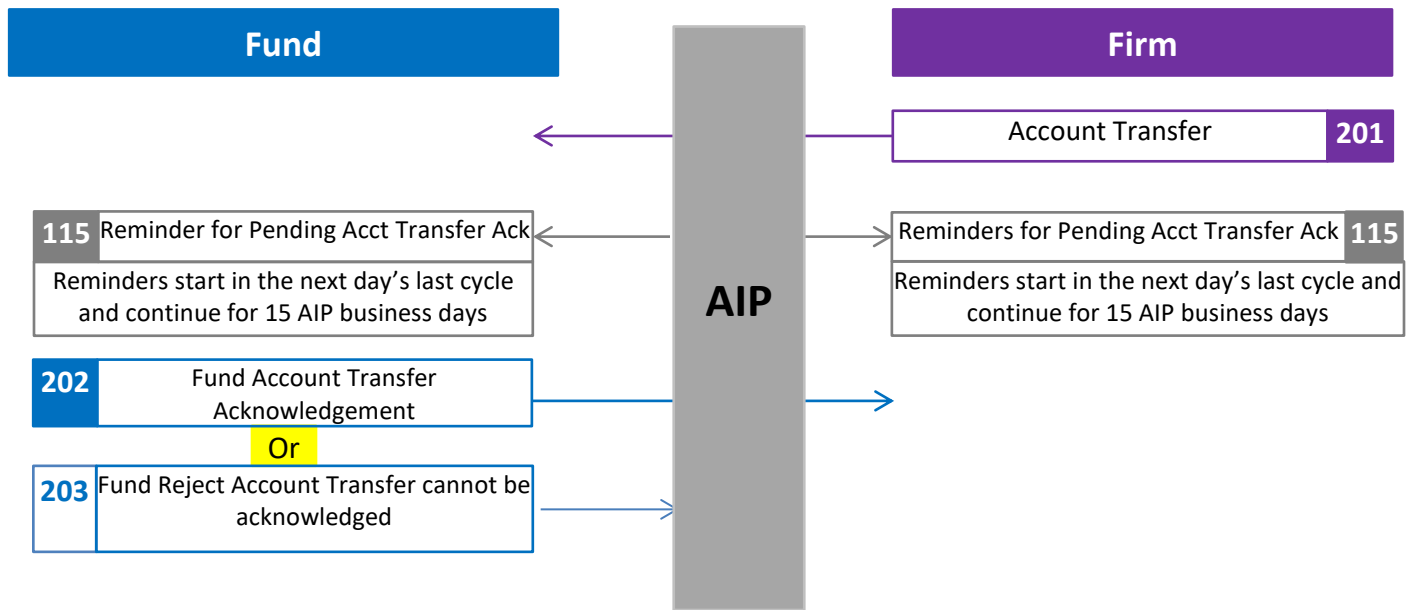 Fund
Firm
Account Transfer 201
115 Reminder for Pending Acct Transfer Ack
Reminders start in the next day’s last cycle
and continue for 15 AIP business days
AIP
Reminders for Pending Acct Transfer Ack 115
Reminders start in the next day’s last cycle and
continue for 15 AIP business days
202 Fund Account Transfer
Acknowledgement
Or
203 Fund Reject Account Transfer cannot be
acknowledged